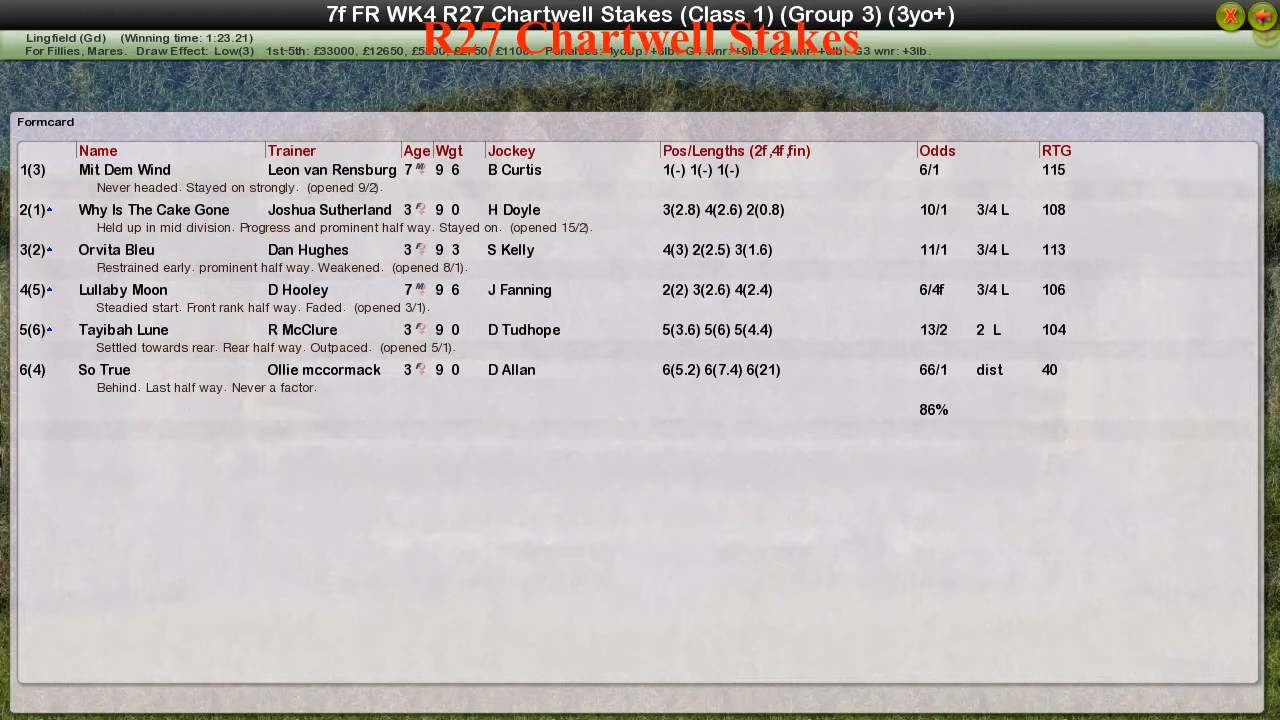 7f FR WK4 R27 Chartwell Stakes (Class 1) (Group 3) (3yo+)
R27 Chartwell Stakes
Lingfield (Gd) (Winning time: 1:23.21)
For Fillies, Mares. Draw Effect: Low(3) 1st-5th: £33000, £12650,
Formcard
Name Trainer Age Wgt Jockey Pos/Lengths (2f,4f,fin) Odds RTG
1(3) Mit Dem Wind Leon van Rensburg 7 9 6 B Curtis 1(-) 1(-) 1(-) 6/1 115
Never headed. Stayed on strongly. (opened 9/2).
2(1) Why Is The Cake Gone Joshua Sutherland 3 9 0 H Doyle 3(2.8) 4(2.6) 2(0.8) 10/1 3/4 L 108
Held up in mid division. Progress and prominent half way. Stayed on. (opened 15/2).
3(2) Orvita Bleu Dan Hughes 3 9 3 S Kelly 4(3) 2(2.5) 3(1.6) 11/1 3/4 L 113
Restrained early. prominent half way. Weakened. (opened 8/1).
4(5) Lullaby Moon D Hooley 7 9 6 J Fanning 2(2) 3(2.6) 4(2.4) 6/4f 3/4 L 106
Steadied start. Front rank half way. Faded. (opened 3/1).
5(6) Tayibah Lune R McClure 3 9 0 D Tudhope 5(3.6) 5(6) 5(4.4) 13/2 2 L 104
Settled towards rear. Rear half way. Outpaced. (opened 5/1).
6(4) So True Ollie mccormack 3 9 0 D Allan 6(5.2) 6(7.4) 6(21) 66/1 dist 40
Behind. Last half way. Never a factor.
86%